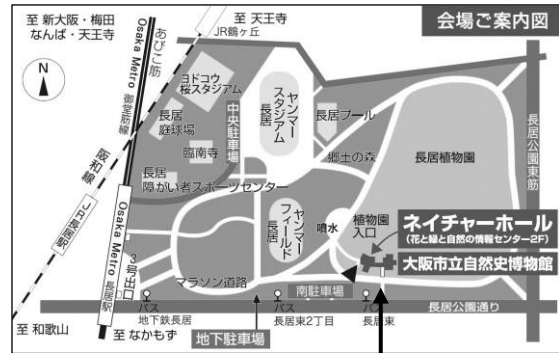 会場ご案内図
至 新大阪・梅田
なんば・天王寺
至 天王寺
JR鶴ヶ丘
あびこ筋
Osaka Metro 御堂筋線
N
ヨドコウ
桜スタジアム
長居
庭球場
臨南寺
長居
障がい者スポーツセンター
中央駐車場
ヤンマー
スタジアム
長居
長居プール
郷土の森
長居植物園
長居公園東筋
阪和線
JR長居駅
Osaka Metro 長居駅
3号出口
ヤンマー
フィールド
長居
噴水
植物園
入口
ネイチャーホール
(花と緑と自然の情報センター2F)
大阪市立自然史博物館
マラソン道路
南駐車場
バス
地下鉄長居
バス
長居東2丁目
バス
長居東
長居公園通り
地下駐車場
至 和歌山
至 なかもず